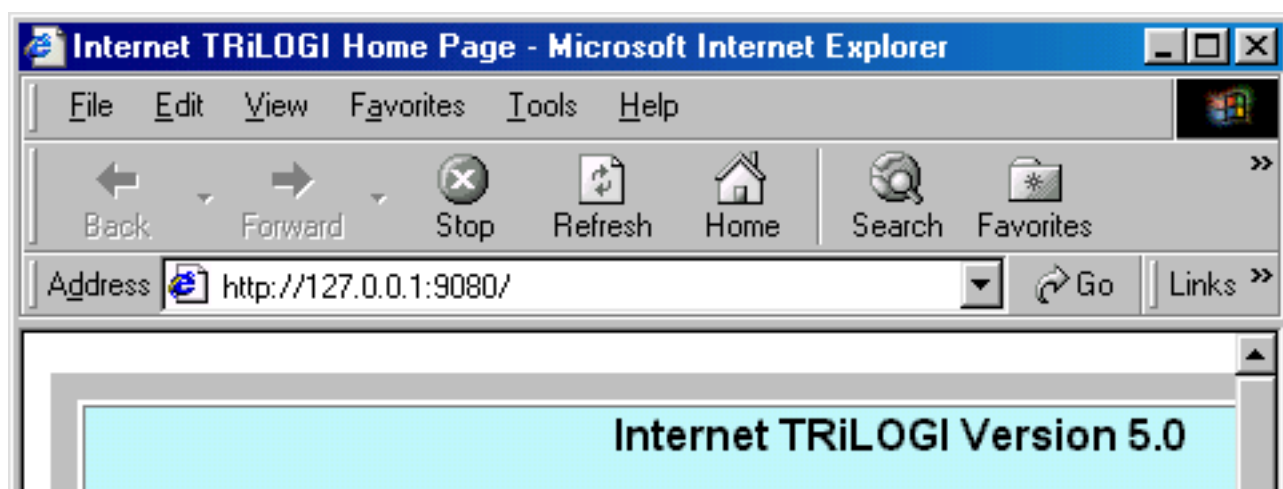 Internet TRiLOGI Home Page - Microsoft Internet Explorer
File Edit View Favorites Tools Help
Back Forward Stop Refresh Home Search Favorites »
Address http://127.0.0.1:9080/ Go Links »
Internet TRiLOGI Version 5.0